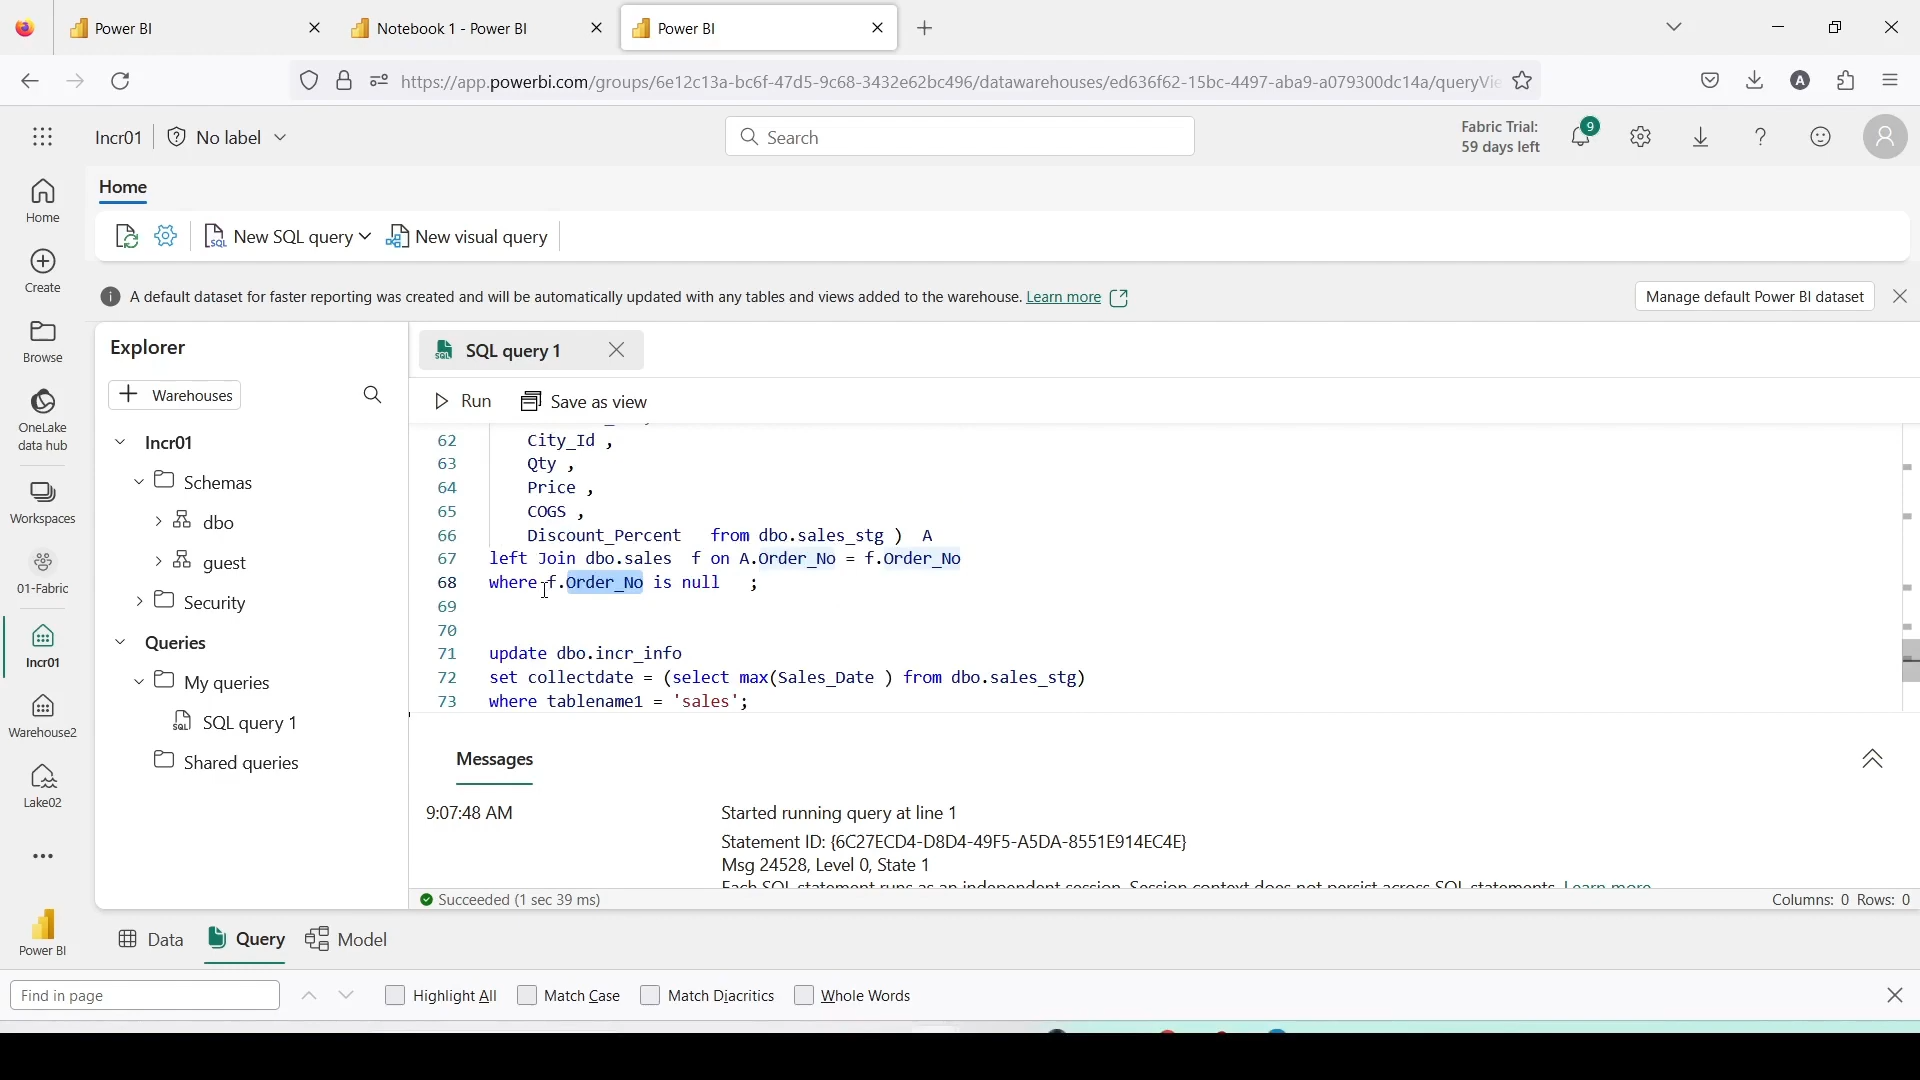 Power BI
Notebook 1 - Power BI
Power BI
https://app.powerbi.com/groups/6e12c13a-bc6f-47d5-9c68-3432e62bc496/datawarehouses/ed636f62-15bc-4497-aba9-a079300dc14a/queryVie
A
Incr01
No label
Search
Fabric Trial:
59 days left
9
Home
Home
New SQL query
New visual query
Create
A default dataset for faster reporting was created and will be automatically updated with any tables and views added to the warehouse. Learn more
Manage default Power BI dataset
Browse
OneLake
data hub
Workspaces
01-Fabric
Incr01
Warehouse2
Lake02
Power BI
Explorer
Warehouses
Incr01
Schemas
dbo
guest
Security
Queries
My queries
SQL query 1
Shared queries
SQL query 1
Run
Save as view
62 City_Id ,
63 Qty ,
64 Price ,
65 COGS ,
66 Discount_Percent from dbo.sales_stg ) A
67 left Join dbo.sales f on A.Order_No = f.Order_No
68 where f.Order_No is null ;
69
70
71 update dbo.incr_info
72 set collectdate = (select max(Sales_Date ) from dbo.sales_stg)
73 where tablename1 = 'sales';
Messages
9:07:48 AM
Started running query at line 1
Statement ID: {6C27ECD4-D8D4-49F5-A5DA-8551E914EC4E}
Msg 24528, Level 0, State 1
Each SQL statement runs as an independent session. Session context does not persist across SQL statements. Learn more
Succeeded (1 sec 39 ms)
Columns: 0 Rows: 0
Data
Query
Model
Find in page
Highlight All
Match Case
Match Diacritics
Whole Words